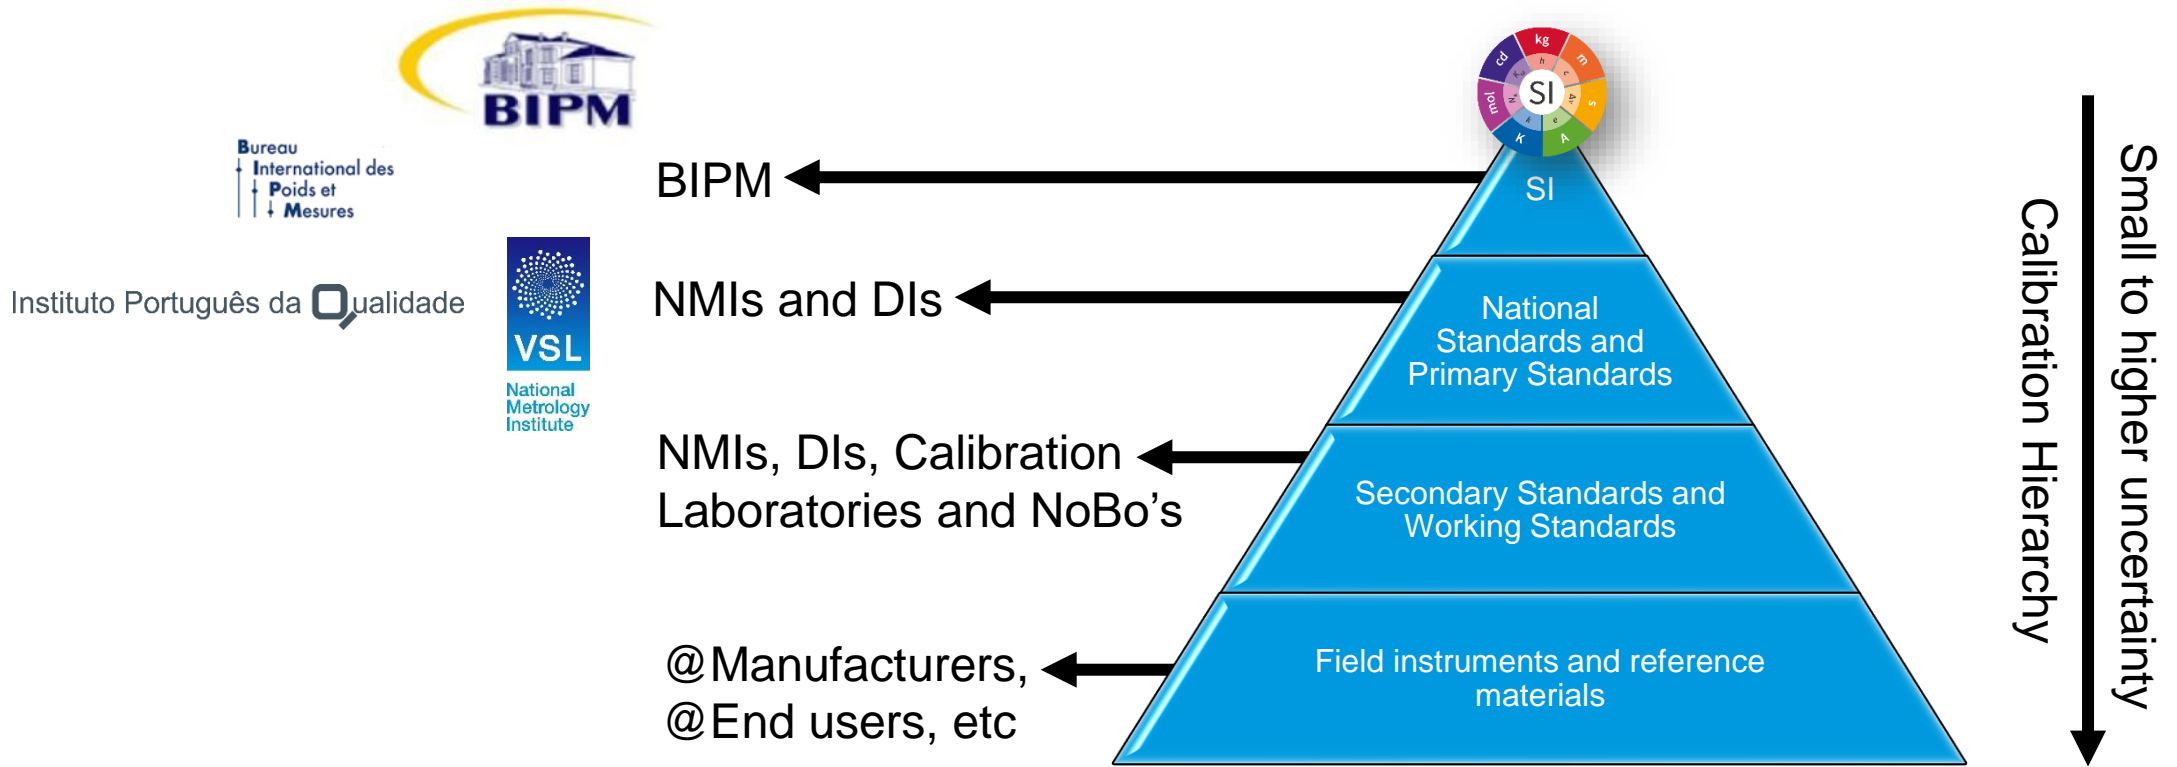 BIPM
Bureau
International des
Poids et
Mesures
BIPM
Instituto Português da Qualidade
VSL
National
Metrology
Institute
NMIs and DIs
NMIs, DIs, Calibration
Laboratories and NoBo’s
@Manufacturers,
@End users, etc
kg
m
s
A
K
mol
cd
h
c
Δν
e
k
SI
SI
National
Standards and
Primary Standards
Secondary Standards and
Working Standards
Field instruments and reference
materials
Small to higher uncertainty
Calibration Hierarchy